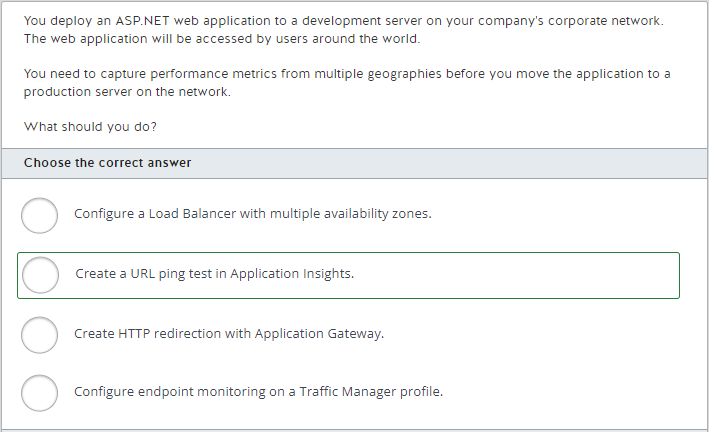 You deploy an ASP.NET web application to a development server on your company's corporate network.
The web application will be accessed by users around the world.
You need to capture performance metrics from multiple geographies before you move the application to a
production server on the network.
What should you do?
Choose the correct answer
Configure a Load Balancer with multiple availability zones.
Create a URL ping test in Application Insights.
Create HTTP redirection with Application Gateway.
Configure endpoint monitoring on a Traffic Manager profile.